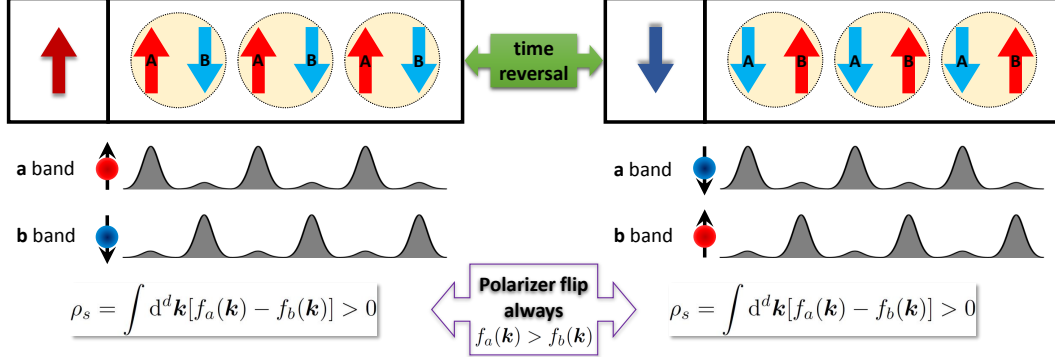 A B A B A B
time
reversal
A B A B A B
a band
b band
a band
b band
ρ_s = ∫ d^d k[f_a(k) − f_b(k)] > 0
Polarizer flip
always
f_a(k) > f_b(k)
ρ_s = ∫ d^d k[f_a(k) − f_b(k)] > 0